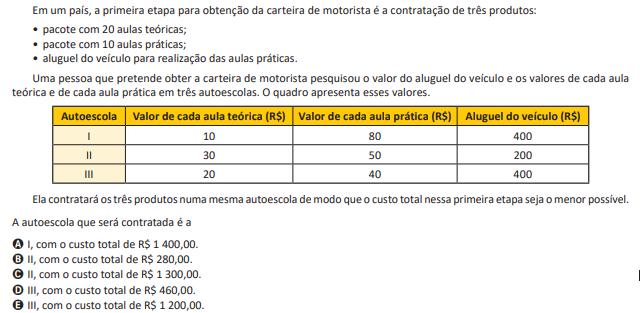 Em um país, a primeira etapa para obtenção da carteira de motorista é a contratação de três produtos:
• pacote com 20 aulas teóricas;
• pacote com 10 aulas práticas;
• aluguel do veículo para realização das aulas práticas.
Uma pessoa que pretende obter a carteira de motorista pesquisou o valor do aluguel do veículo e os valores de cada aula
teórica e de cada aula prática em três autoescolas. O quadro apresenta esses valores.
Autoescola Valor de cada aula teórica (R$) Valor de cada aula prática (R$) Aluguel do veículo (R$)
I 10 80 400
II 30 50 200
III 20 40 400
Ela contratará os três produtos numa mesma autoescola de modo que o custo total nessa primeira etapa seja o menor possível.
A autoescola que será contratada é a
A I, com o custo total de R$ 1 400,00.
B II, com o custo total de R$ 280,00.
C II, com o custo total de R$ 1 300,00.
D III, com o custo total de R$ 460,00.
E III, com o custo total de R$ 1 200,00.